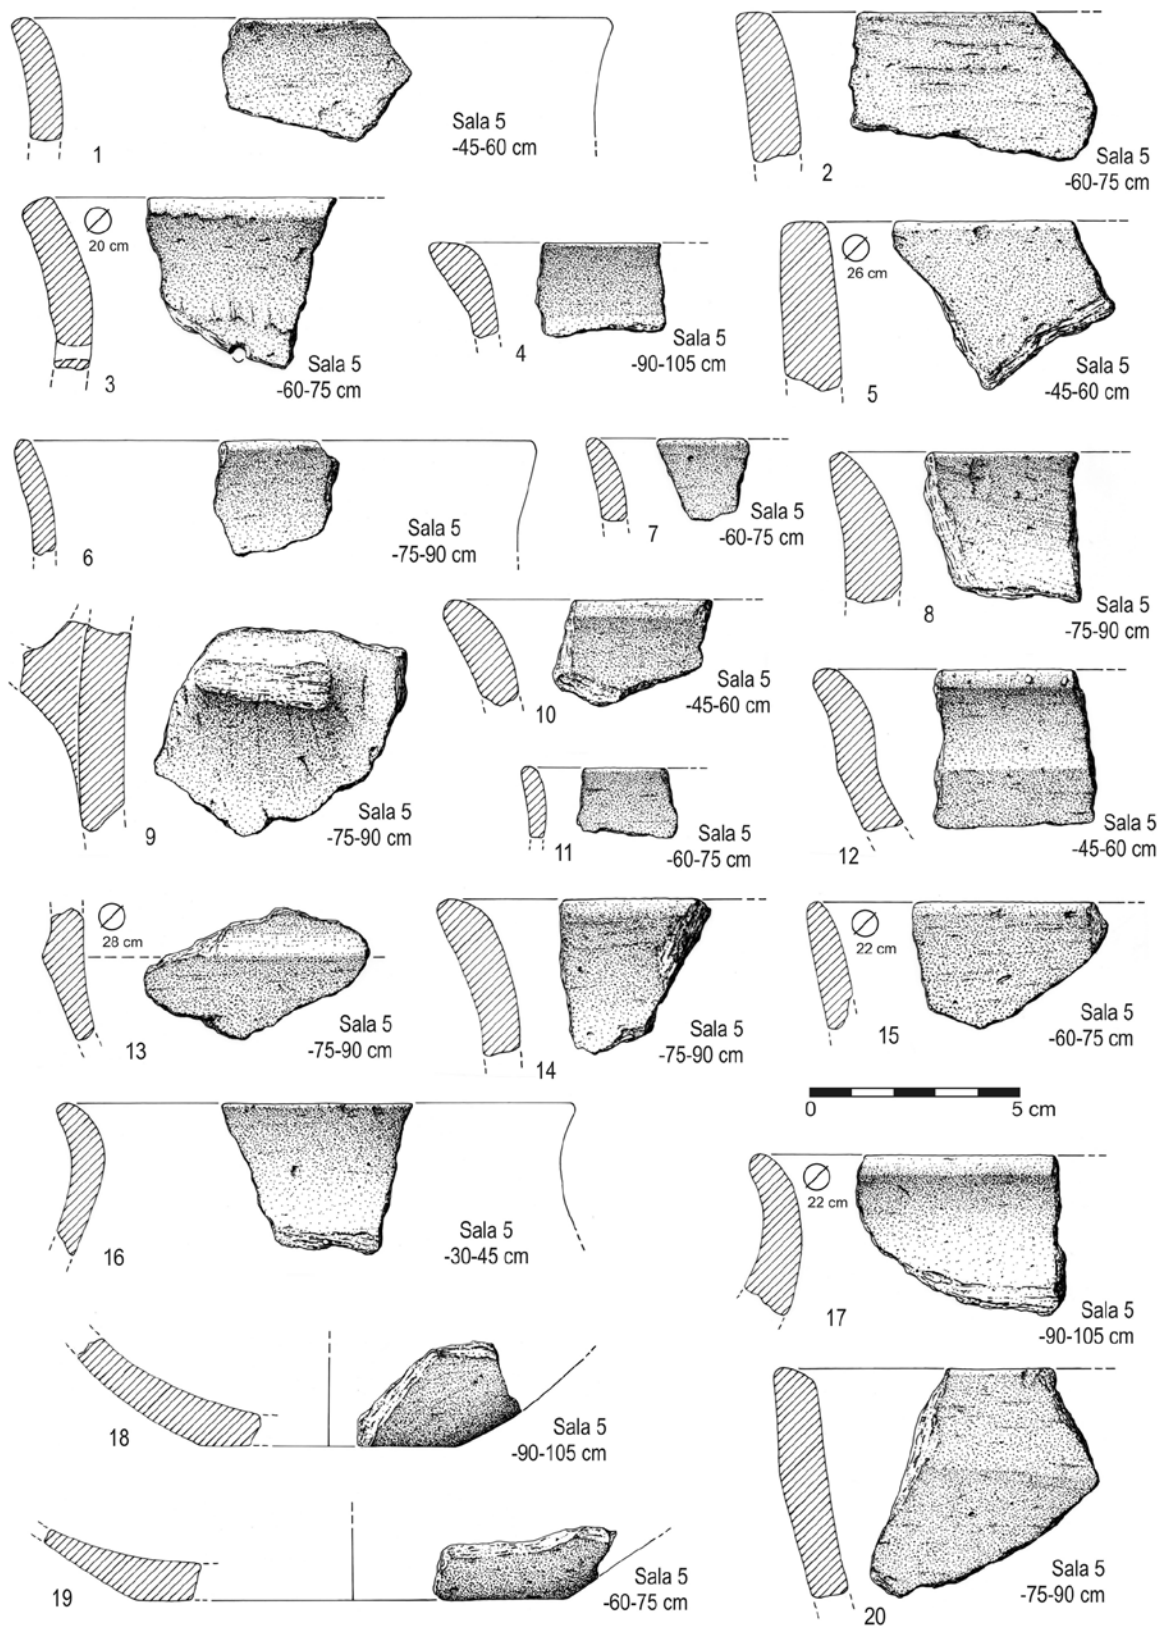 Sala 5
-45-60 cm
1
Sala 5
-60-75 cm
2
20 cm
Sala 5
-60-75 cm
3
Sala 5
-90-105 cm
4
26 cm
Sala 5
-45-60 cm
5
Sala 5
-75-90 cm
6
Sala 5
-60-75 cm
7
Sala 5
-75-90 cm
8
Sala 5
-75-90 cm
9
Sala 5
-45-60 cm
10
Sala 5
-60-75 cm
11
Sala 5
-45-60 cm
12
28 cm
Sala 5
-75-90 cm
13
Sala 5
-75-90 cm
14
22 cm
Sala 5
-60-75 cm
15
0 5 cm
Sala 5
-30-45 cm
16
22 cm
Sala 5
-90-105 cm
17
Sala 5
-90-105 cm
18
Sala 5
-60-75 cm
19
Sala 5
-75-90 cm
20